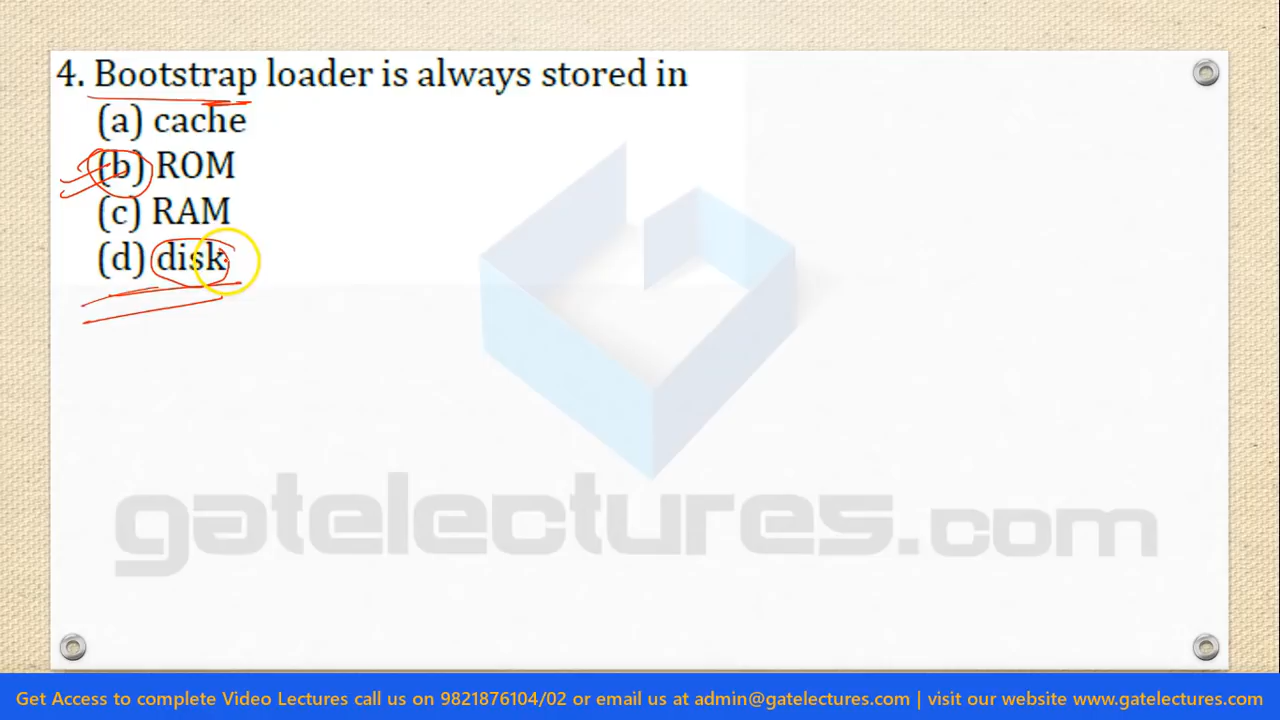 4. Bootstrap loader is always stored in
(a) cache
(b) ROM
(c) RAM
(d) disk
gatelectures.com
Get Access to complete Video Lectures call us on 9821876104/02 or email us at admin@gatelectures.com | visit our website www.gatelectures.com